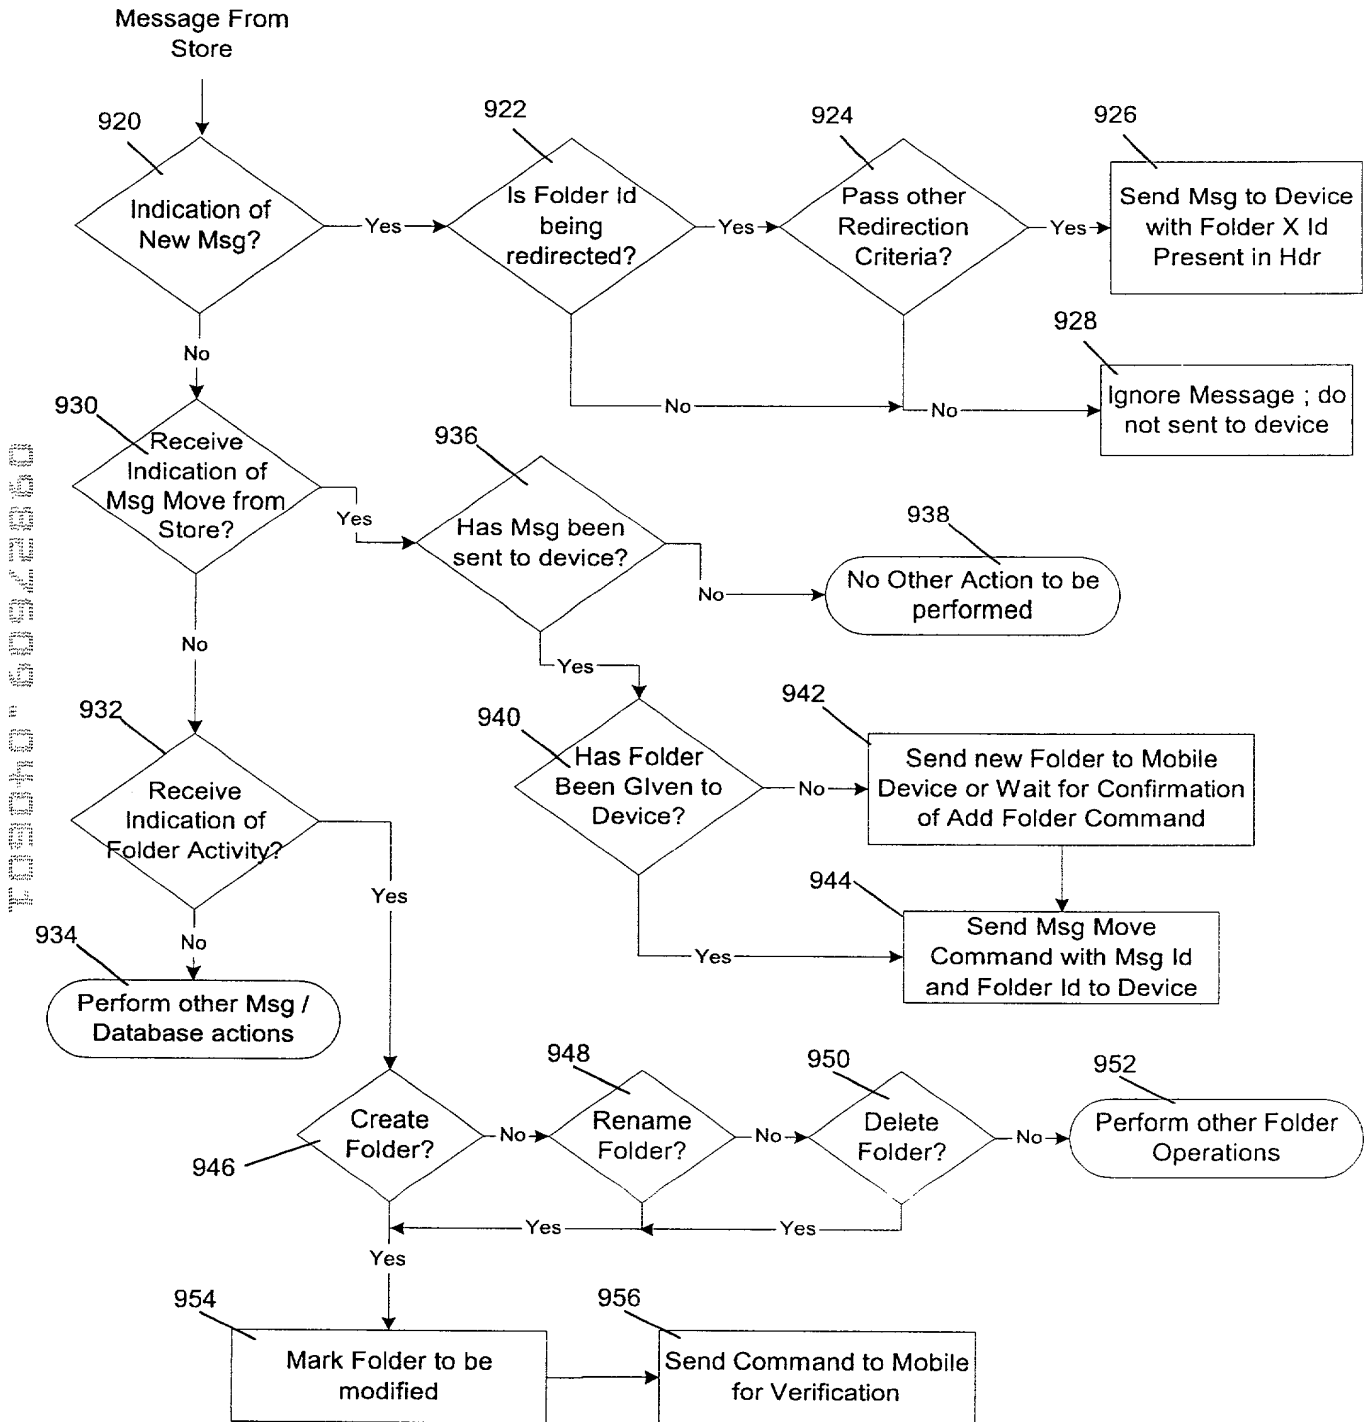 Message From
Store
920
Indication of
New Msg?
Yes
922
Is Folder Id
being
redirected?
Yes
924
Pass other
Redirection
Criteria?
Yes
926
Send Msg to Device
with Folder X Id
Present in Hdr
No
No
No
928
Ignore Message ; do
not sent to device
930
Receive
Indication of
Msg Move from
Store?
Yes
936
Has Msg been
sent to device?
No
938
No Other Action to be
performed
No
Yes
932
Receive
Indication of
Folder Activity?
Yes
940
Has Folder
Been GIven to
Device?
No
942
Send new Folder to Mobile
Device or Wait for Confirmation
of Add Folder Command
Yes
944
Send Msg Move
Command with Msg Id
and Folder Id to Device
No
934
Perform other Msg /
Database actions
946
Create
Folder?
No
948
Rename
Folder?
No
950
Delete
Folder?
No
952
Perform other Folder
Operations
Yes
Yes
Yes
954
Mark Folder to be
modified
956
Send Command to Mobile
for Verification